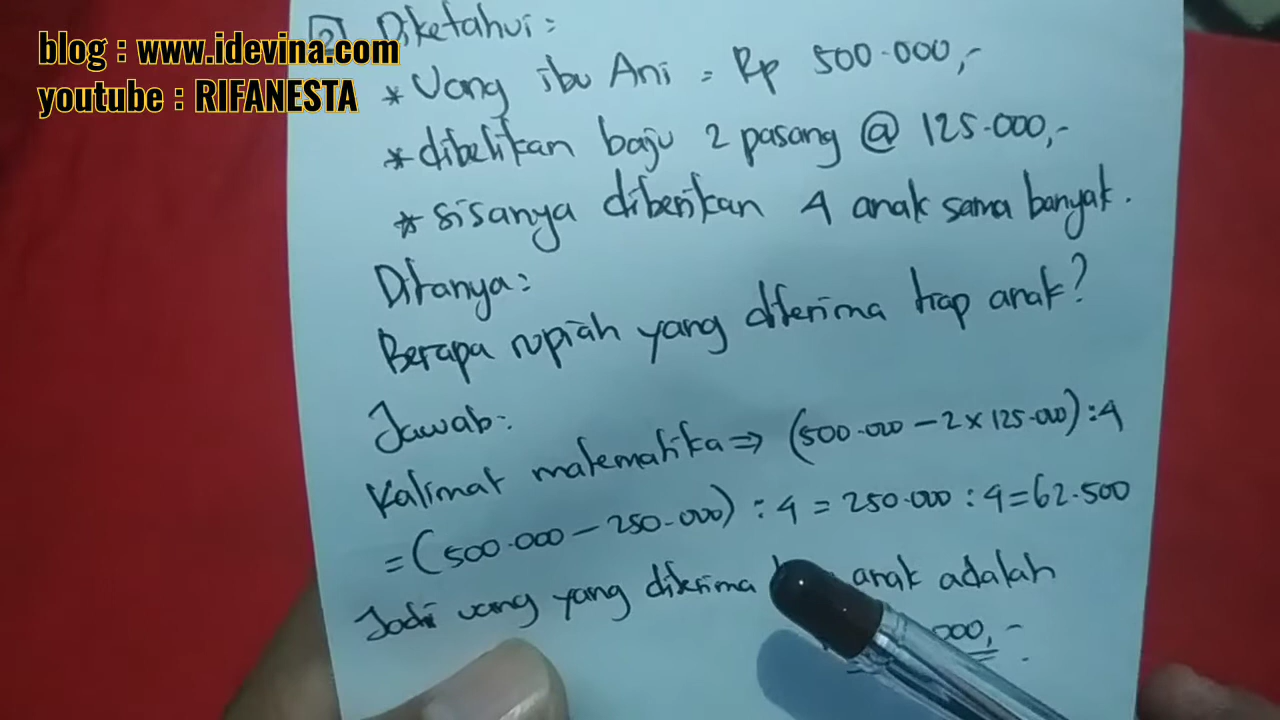 blog : www.idevina.com
youtube : RIFANESTA
2 Diketahui:
* Uang ibu Ani = Rp 500.000,-
* dibelikan baju 2 pasang @ 125.000,-
* sisanya diberikan 4 anak sama banyak.
Ditanya:
Berapa rupiah yang diterima tiap anak?
Jawab:
Kalimat matematika ⇒ (500.000 - 2 x 125.000) : 4
= (500.000 - 250.000) : 4 = 250.000 : 4 = 62.500
Jadi uang yang diterima anak adalah
000,-